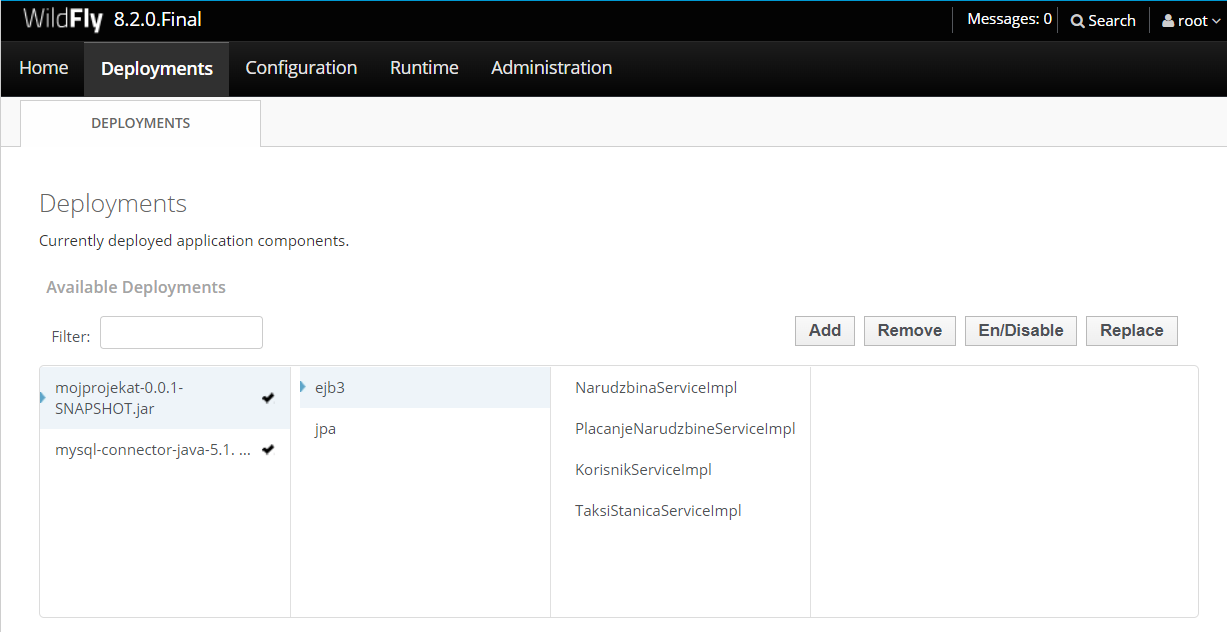 WildFly 8.2.0.Final
Messages: 0
Search
root
Home
Deployments
Configuration
Runtime
Administration
DEPLOYMENTS
Deployments
Currently deployed application components.
Available Deployments
Filter:
Add
Remove
En/Disable
Replace
mojprojekat-0.0.1-
SNAPSHOT.jar
mysql-connector-java-5.1. ...
ejb3
jpa
NarudzbinaServiceImpl
PlacanjeNarudzbineServiceImpl
KorisnikServiceImpl
TaksiStanicaServiceImpl